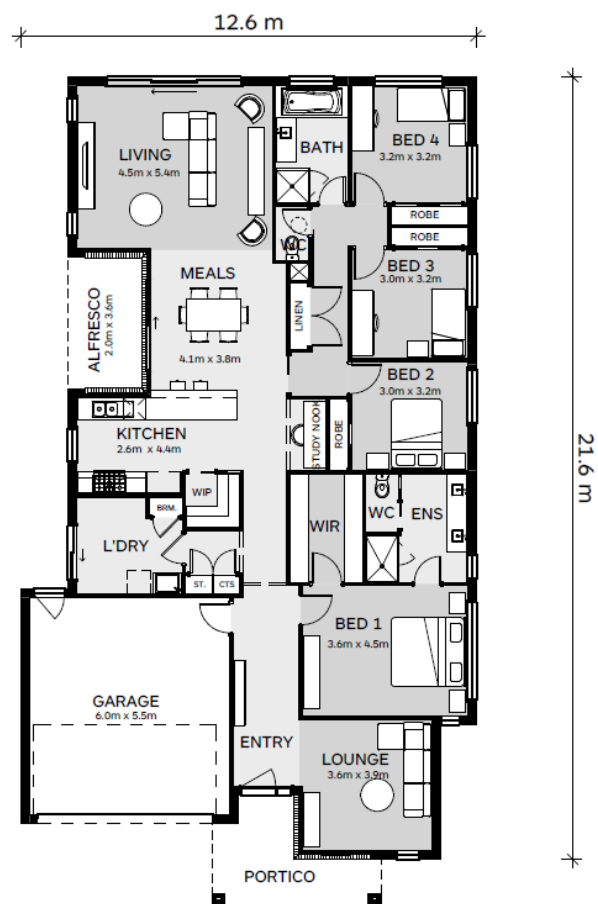 12.6 m
LIVING
4.5m x 5.4m
BATH
BED 4
3.2m x 3.2m
ROBE
ROBE
WC
MEALS
4.1m x 3.8m
ALFRESCO
2.0m x 3.6m
LINEN
BED 3
3.0m x 3.2m
BED 2
3.0m x 3.2m
KITCHEN
2.6m x 4.4m
STUDY NOOK
ROBE
21.6 m
WIP
BRM.
L'DRY
ST.
CTS
WIR
WC
ENS
BED 1
3.6m x 4.5m
GARAGE
6.0m x 5.5m
ENTRY
LOUNGE
3.6m x 3.9m
PORTICO